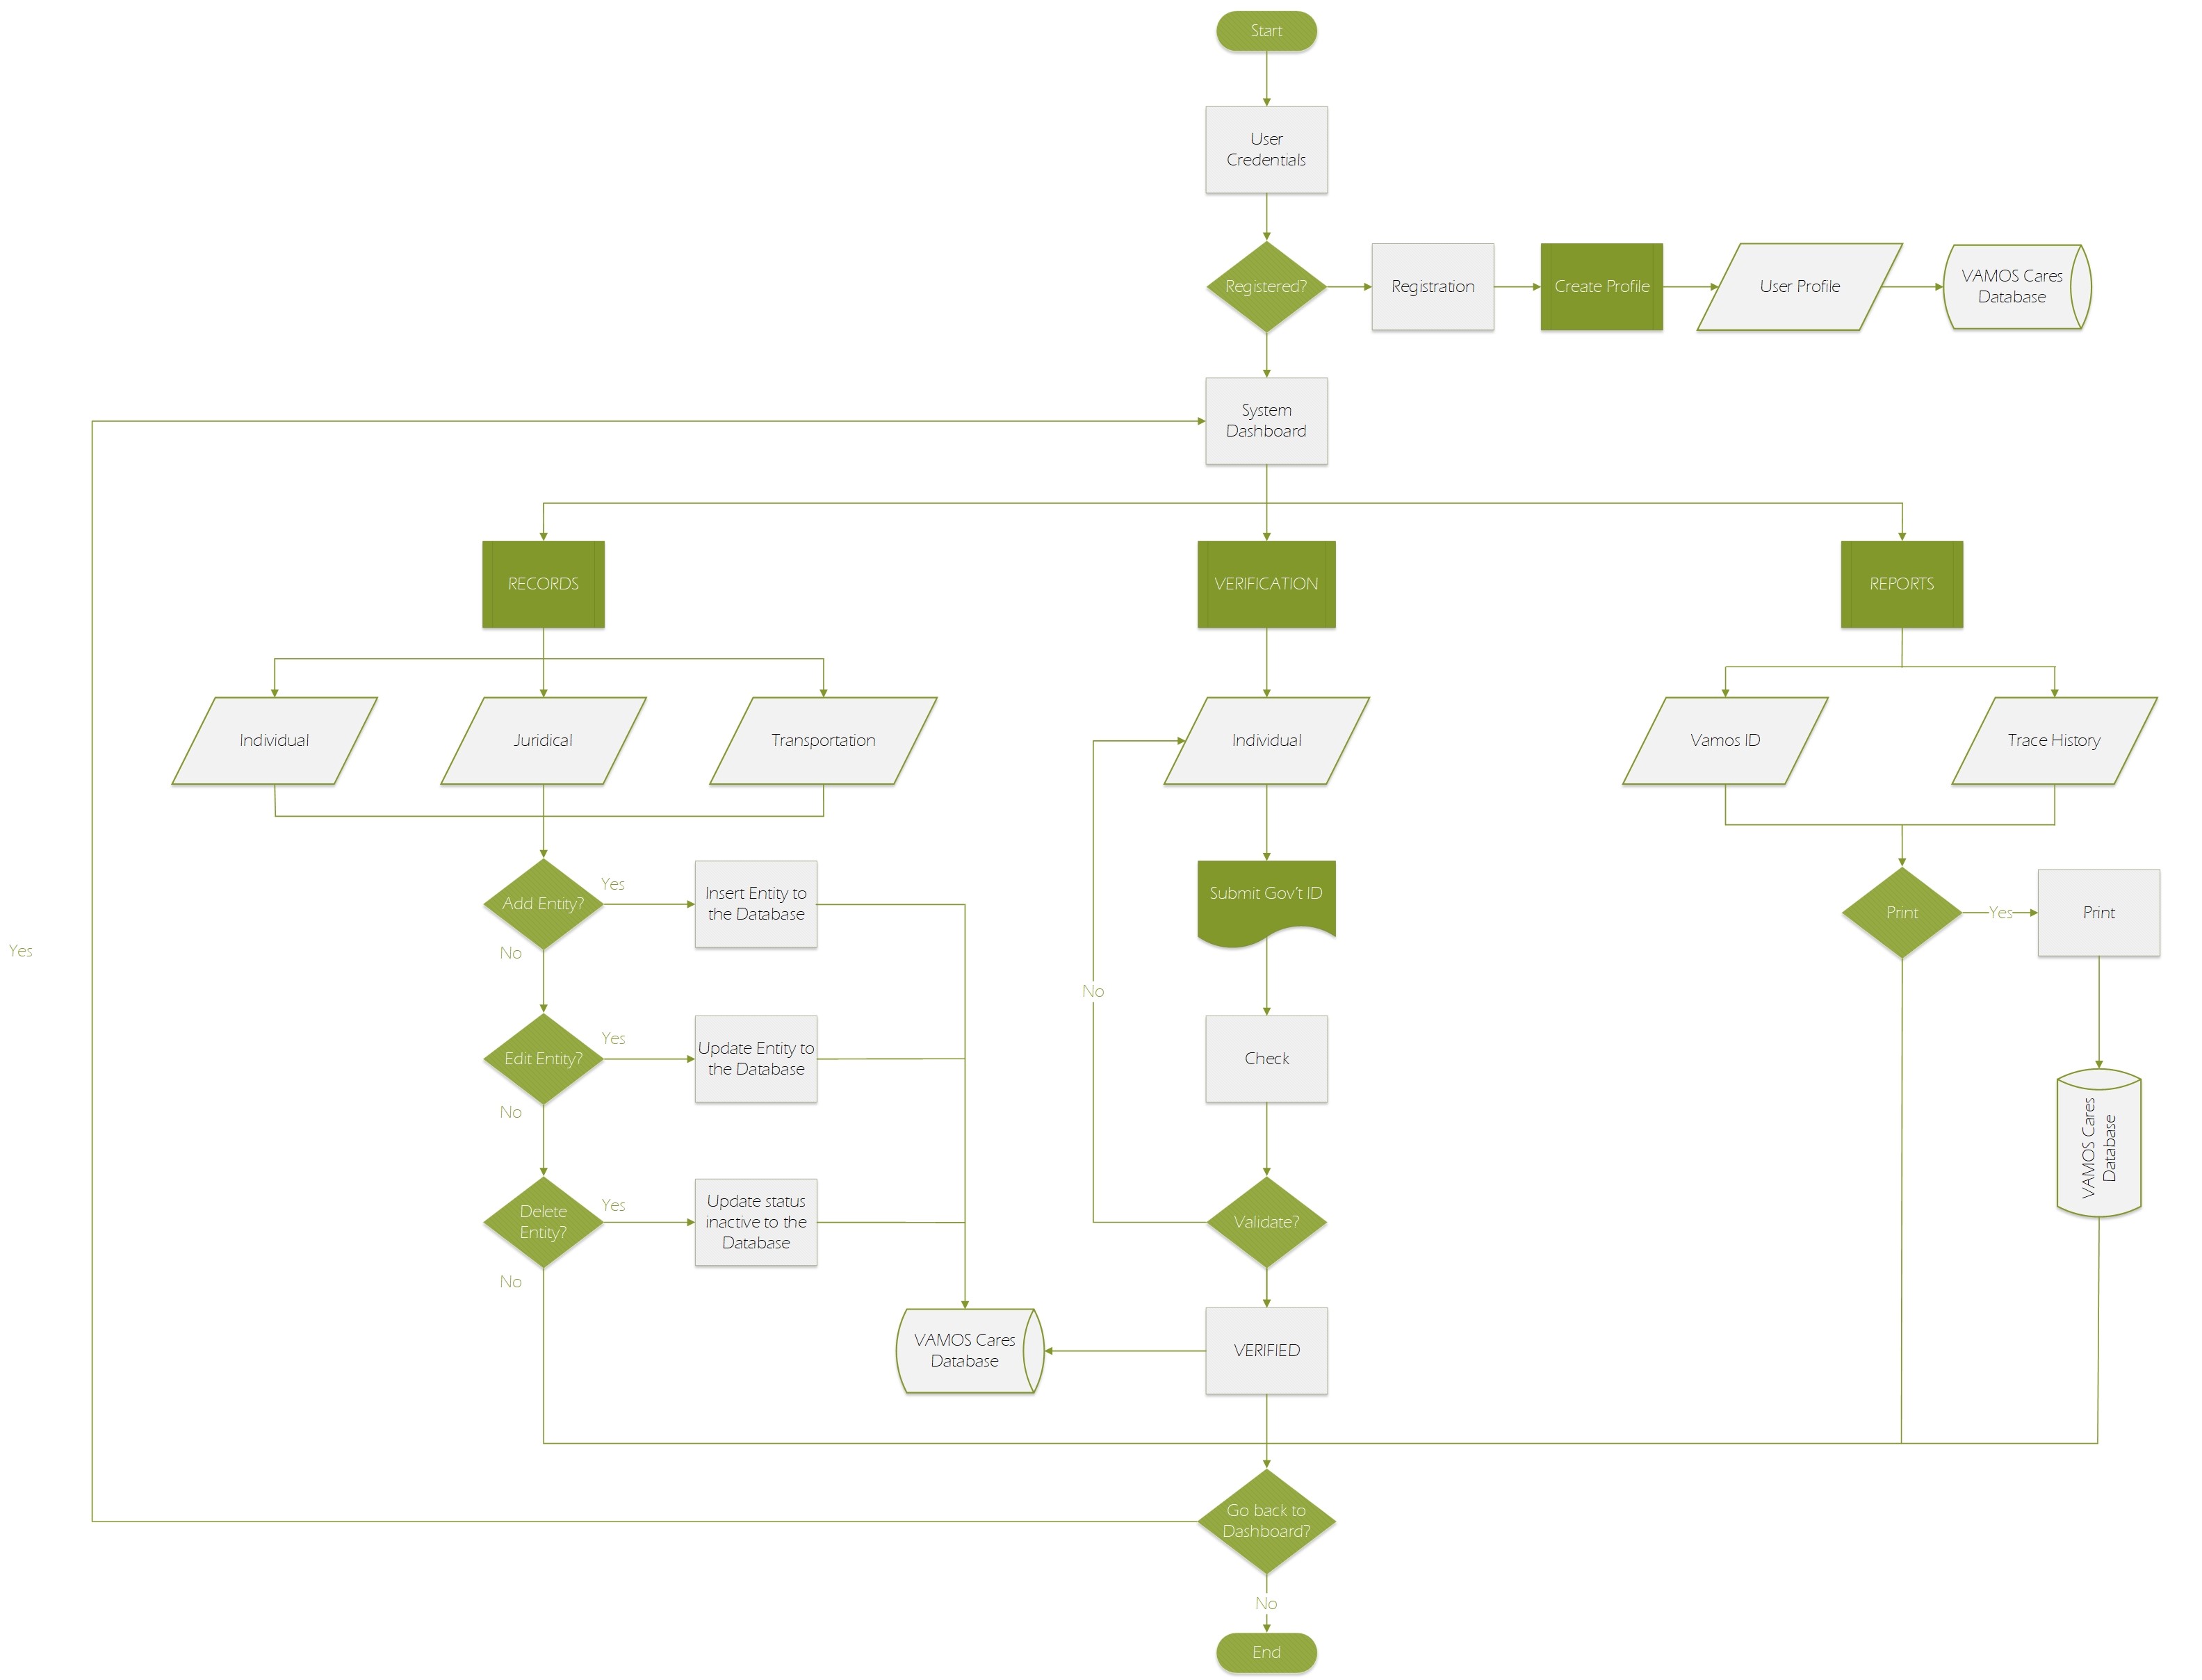 Start
User
Credentials
Registered?
Registration
Create Profile
User Profile
VAMOS Cares
Database
System
Dashboard
RECORDS
VERIFICATION
REPORTS
Individual
Juridical
Transportation
Individual
Vamos ID
Trace History
Add Entity?
Yes
Insert Entity to
the Database
No
Submit Gov't ID
Print
Yes
Print
Yes
No
Edit Entity?
Yes
Update Entity to
the Database
No
Check
VAMOS Cares
Database
Delete
Entity?
Yes
Update status
inactive to the
Database
No
Validate?
VAMOS Cares
Database
VERIFIED
Go back to
Dashboard?
No
End